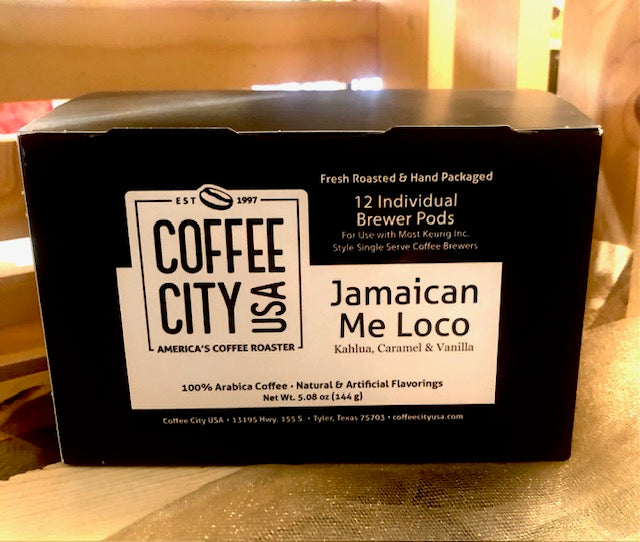 Fresh Roasted & Hand Packaged
12 Individual
Brewer Pods
For Use with Most Keurig Inc.
Style Single Serve Coffee Brewers
EST 1997
COFFEE
CITY USA
AMERICA'S COFFEE ROASTER
Jamaican
Me Loco
Kahlua, Caramel & Vanilla
100% Arabica Coffee • Natural & Artificial Flavorings
Net Wt. 5.08 oz (144 g)
Coffee City USA • 13195 Hwy. 155 S. • Tyler, Texas 75703 • coffeecityusa.com